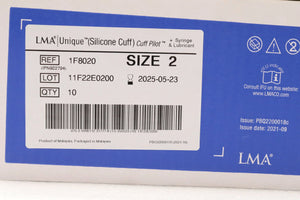 LMA® Unique™ (Silicone Cuff) Cuff Pilot™ + Syringe & Lubricant
REF 1F8020 SIZE 2
LOT 11F22E0200 2025-05-23
QTY 10
Product of Malaysia, Packaged in Malaysia
Consult IFU on this website:
www.LMACO.com
Issue: PBQ2200018c
Issue date: 2021-09
LMA®